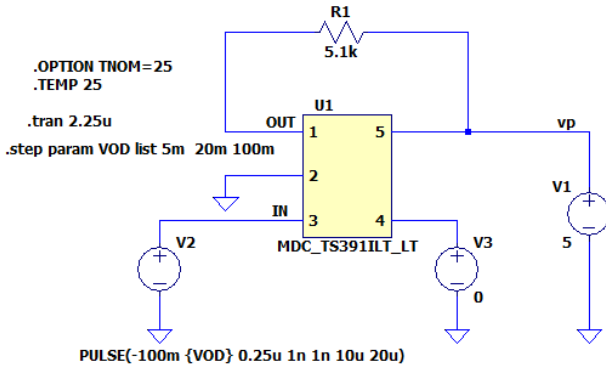 R1
5.1k
.OPTION TNOM=25
.TEMP 25
.tran 2.25u
.step param VOD list 5m  20m 100m
U1
OUT
1
5
vp
2
V1
IN
3
4
5
MDC_TS391ILT_LT
V2
V3
0
PULSE(-100m {VOD} 0.25u 1n 1n 10u 20u)